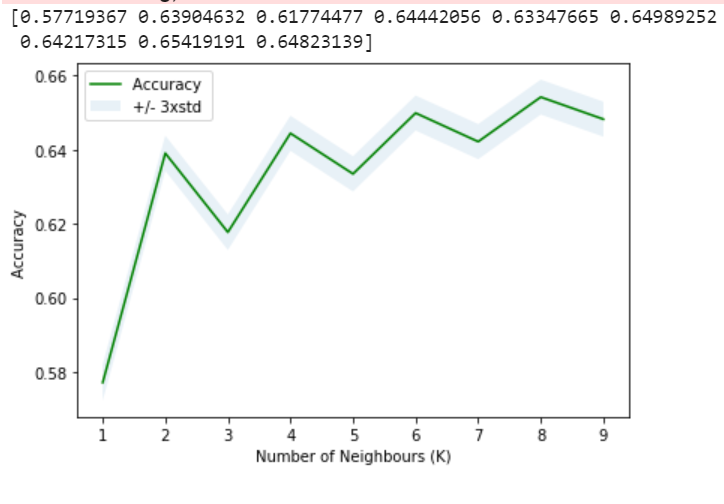 [0.57719367 0.63904632 0.61774477 0.64442056 0.63347665 0.64989252
0.64217315 0.65419191 0.64823139]
0.66
Accuracy
+/- 3xstd
0.64
0.62
0.60
0.58
Accuracy
1 2 3 4 5 6 7 8 9
Number of Neighbours (K)